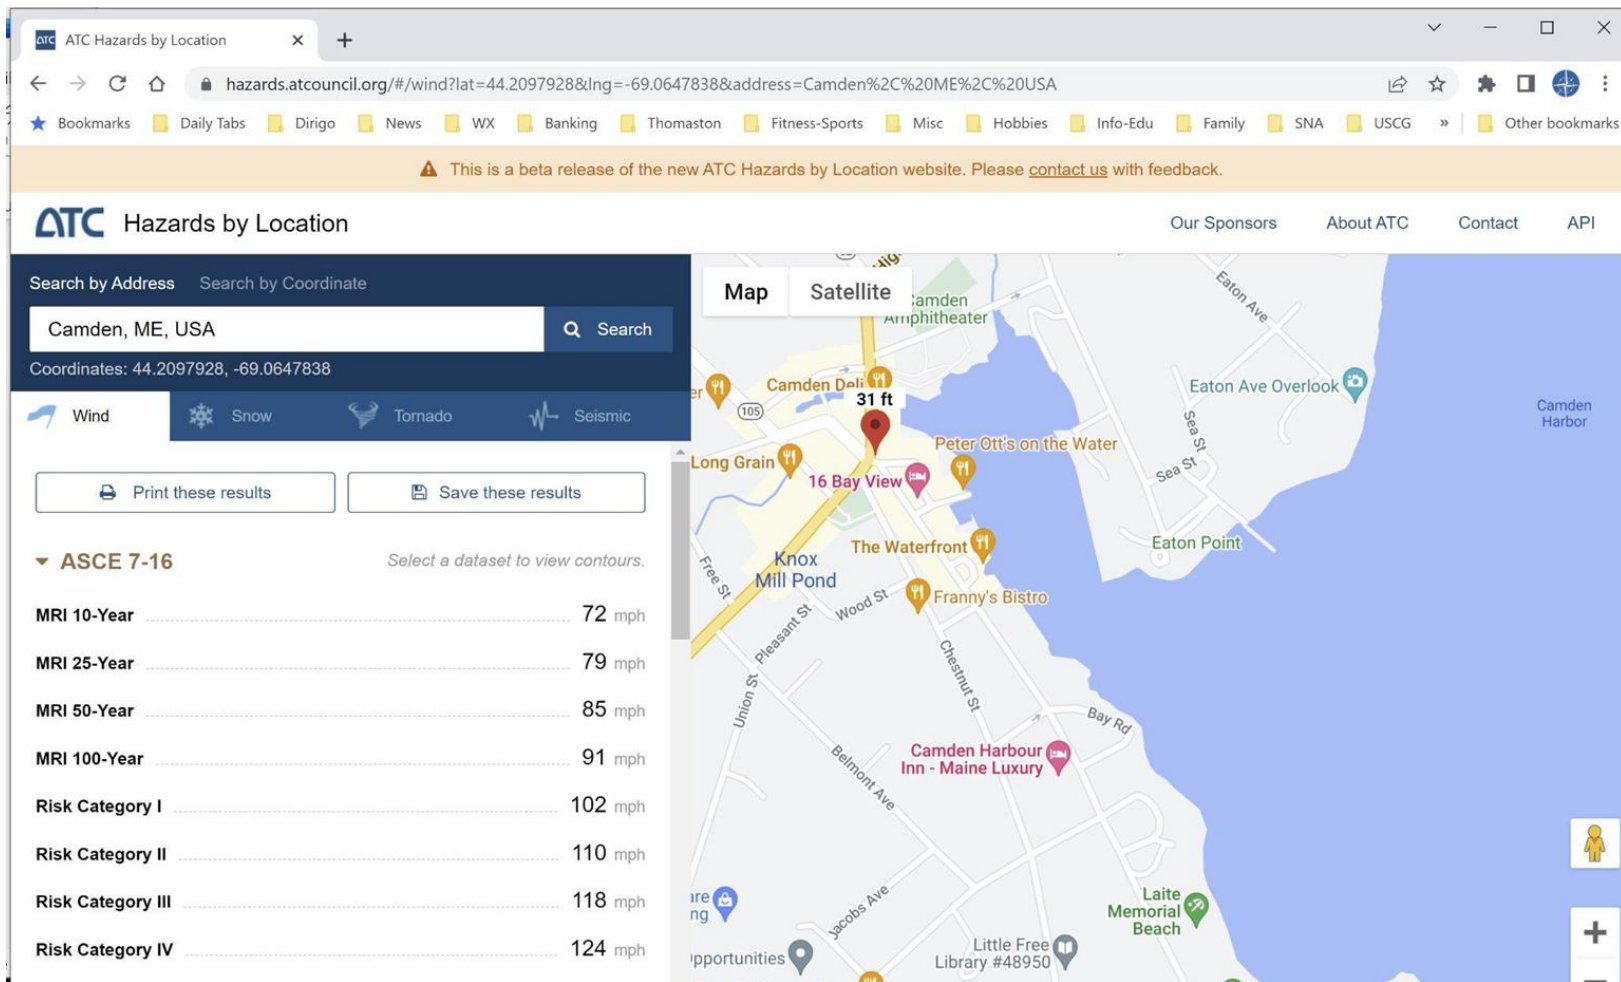 ATC Hazards by Location
hazards.atcouncil.org/#/wind?lat=44.2097928&lng=-69.0647838&address=Camden%2C%20ME%2C%20USA
Bookmarks Daily Tabs Dirigo News WX Banking Thomaston Fitness-Sports Misc Hobbies Info-Edu Family SNA USCG » Other bookmarks
This is a beta release of the new ATC Hazards by Location website. Please contact us with feedback.
ATC Hazards by Location
Our Sponsors About ATC Contact API
Search by Address Search by Coordinate
Camden, ME, USA
Search
Coordinates: 44.2097928, -69.0647838
Wind Snow Tornado Seismic
Print these results Save these results
ASCE 7-16 Select a dataset to view contours.
MRI 10-Year 72 mph
MRI 25-Year 79 mph
MRI 50-Year 85 mph
MRI 100-Year 91 mph
Risk Category I 102 mph
Risk Category II 110 mph
Risk Category III 118 mph
Risk Category IV 124 mph
Map Satellite
Camden
Amphitheater
Eaton Ave
Camden Deli
31 ft
105
Eaton Ave Overlook
Camden
Harbor
Sea St
Sea St
Peter Ott's on the Water
Long Grain
16 Bay View
The Waterfront
Eaton Point
Knox
Mill Pond
Free St
Wood St
Franny's Bistro
Pleasant St
Union St
Chestnut St
Bay Rd
Belmont Ave
Camden Harbour
Inn - Maine Luxury
Jacobs Ave
Laite
Memorial
Beach
Little Free
Library #48950